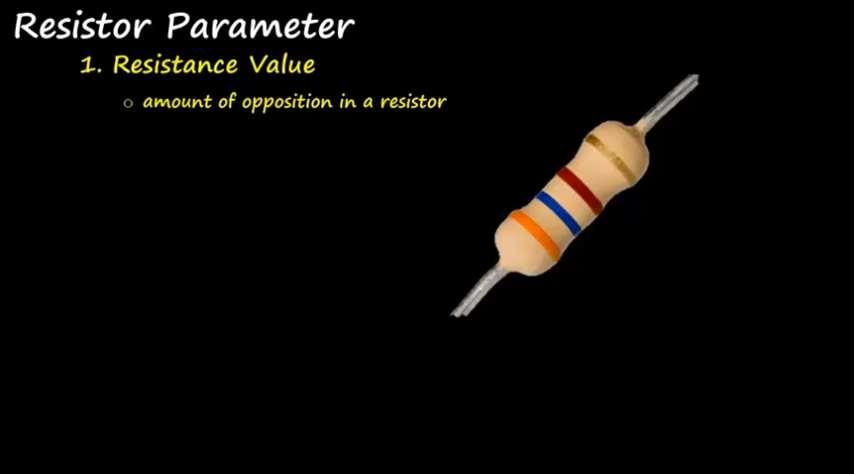 Resistor Parameter
1. Resistance Value
○ amount of opposition in a resistor